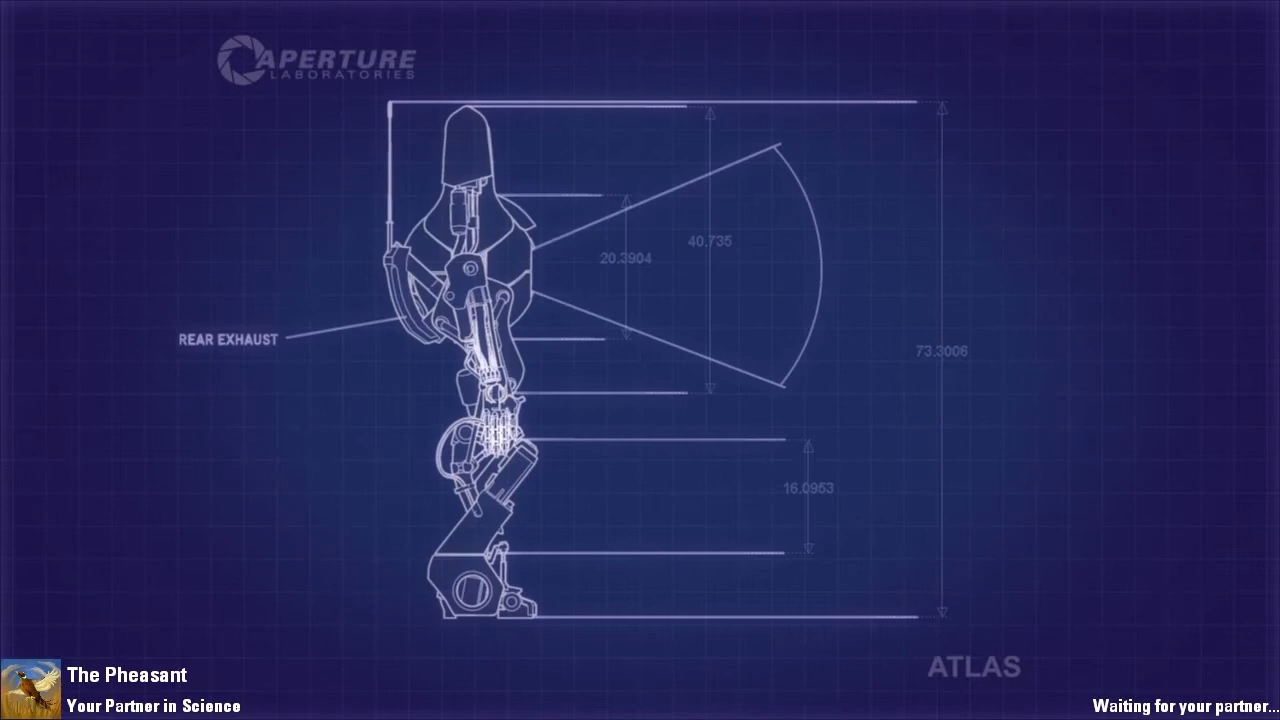 APERTURE
LABORATORIES
40.735
20.3904
REAR EXHAUST
73.3006
16.0953
ATLAS
The Pheasant
Your Partner in Science
Waiting for your partner...